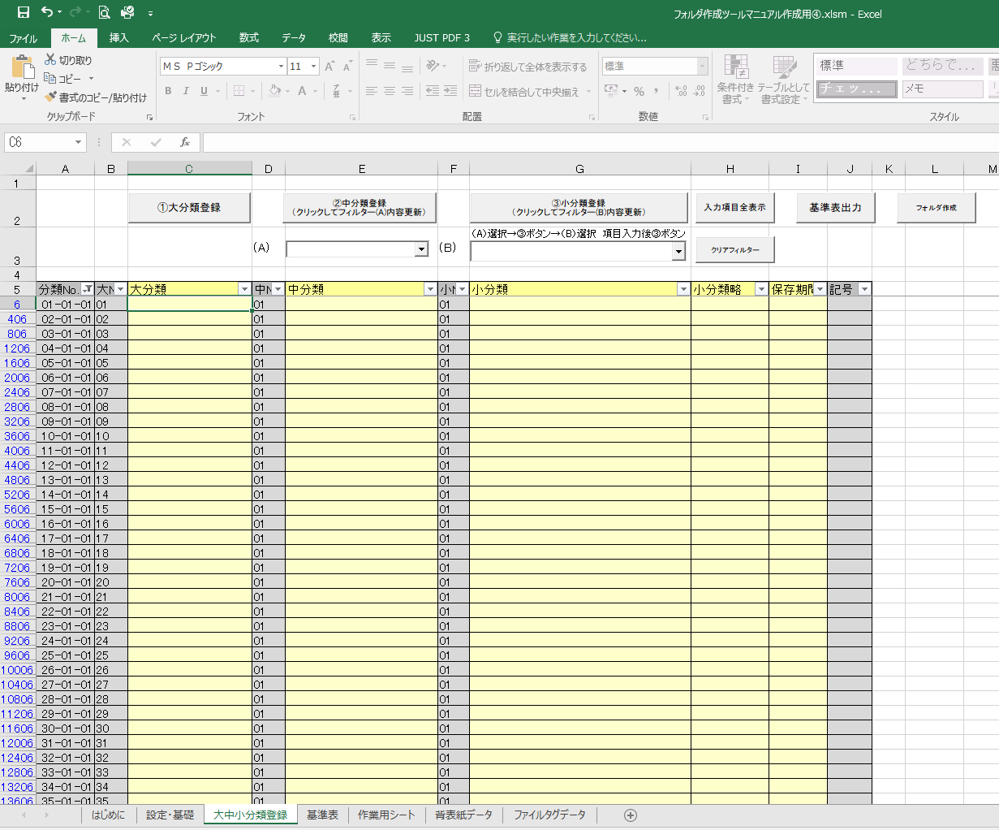 フォルダ作成ツールマニュアル作成用④.xlsm - Excel
ファイル ホーム 挿入 ページ レイアウト 数式 データ 校閲 表示 JUST PDF 3 実行したい作業を入力してください...
貼り付け 切り取り
コピー
書式のコピー/貼り付け
ＭＳ Ｐゴシック 11
B I U
折り返して全体を表示する
セルを結合して中央揃え
標準
条件付き書式 テーブルとして書式設定
標準 どちらで...
チェッ... メモ
クリップボード フォント 配置 数値 スタイル
C6 fx
A B C D E F G H I J K L M
1
2 ①大分類登録 ②中分類登録 (クリックしてフィルター(A)内容更新) ③小分類登録 (クリックしてフィルター(B)内容更新) 入力項目全表示 基準表出力 フォルダ作成
(A)選択→③ボタン→(B)選択 項目入力後③ボタン
3 (A) (B) クリアフィルター
4
5 分類No. 大N 大分類 中N 中分類 小N 小分類 小分類略 保存期間 記号
6 01-01-01 01 01 01
406 02-01-01 02 01 01
806 03-01-01 03 01 01
1206 04-01-01 04 01 01
1606 05-01-01 05 01 01
2006 06-01-01 06 01 01
2406 07-01-01 07 01 01
2806 08-01-01 08 01 01
3206 09-01-01 09 01 01
3606 10-01-01 10 01 01
4006 11-01-01 11 01 01
4406 12-01-01 12 01 01
4806 13-01-01 13 01 01
5206 14-01-01 14 01 01
5606 15-01-01 15 01 01
6006 16-01-01 16 01 01
6406 17-01-01 17 01 01
6806 18-01-01 18 01 01
7206 19-01-01 19 01 01
7606 20-01-01 20 01 01
8006 21-01-01 21 01 01
8406 22-01-01 22 01 01
8806 23-01-01 23 01 01
9206 24-01-01 24 01 01
9606 25-01-01 25 01 01
10006 26-01-01 26 01 01
10406 27-01-01 27 01 01
10806 28-01-01 28 01 01
11206 29-01-01 29 01 01
11606 30-01-01 30 01 01
12006 31-01-01 31 01 01
12406 32-01-01 32 01 01
12806 33-01-01 33 01 01
13206 34-01-01 34 01 01
13606 35-01-01 35 01 01
はじめに 設定・基礎 大中小分類登録 基準表 作業用シート 背表紙データ ファイルタグデータ